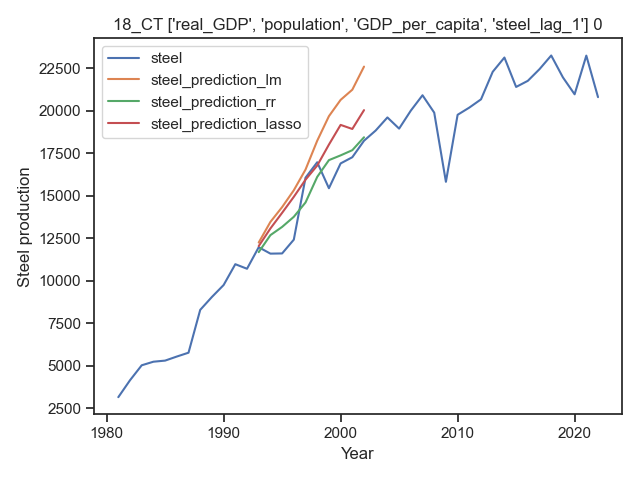 18_CT ['real_GDP', 'population', 'GDP_per_capita', 'steel_lag_1'] 0
steel
steel_prediction_lm
steel_prediction_rr
steel_prediction_lasso
Steel production
22500
20000
17500
15000
12500
10000
7500
5000
2500
1980 1990 2000 2010 2020
Year